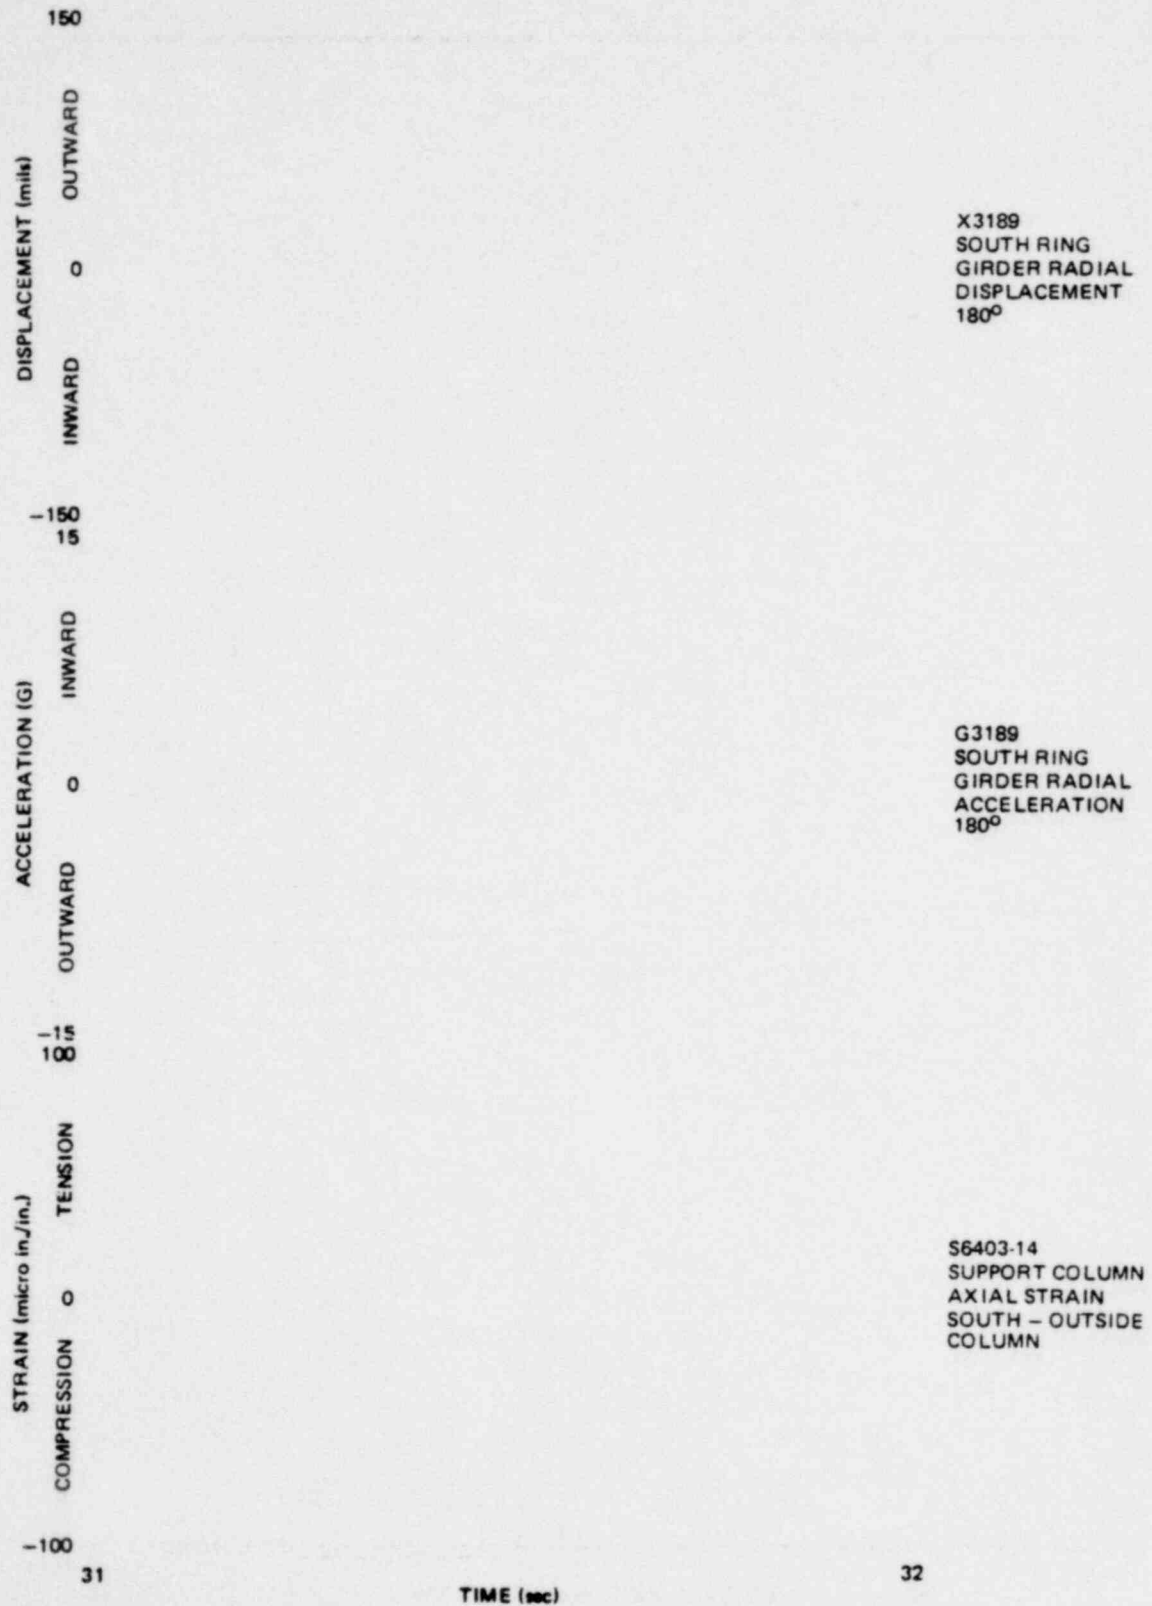 150
OUTWARD
DISPLACEMENT (mils)
0
INWARD
-150
X3189
SOUTH RING
GIRDER RADIAL
DISPLACEMENT
180º
15
INWARD
ACCELERATION (G)
0
OUTWARD
-15
G3189
SOUTH RING
GIRDER RADIAL
ACCELERATION
180º
100
TENSION
STRAIN (micro in./in.)
0
COMPRESSION
-100
S6403-14
SUPPORT COLUMN
AXIAL STRAIN
SOUTH – OUTSIDE
COLUMN
31
32
TIME (sec)